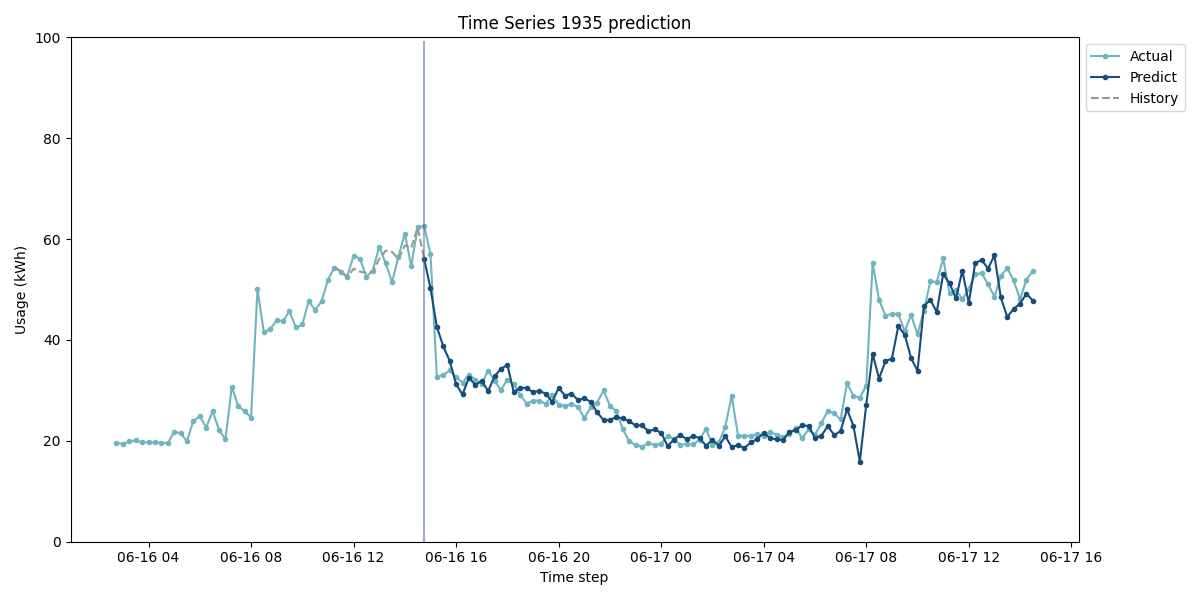 Time Series 1935 prediction
Usage (kWh)
100
80
60
40
20
0
06-16 04
06-16 08
06-16 12
06-16 16
06-16 20
06-17 00
06-17 04
06-17 08
06-17 12
06-17 16
Time step
Actual
Predict
History